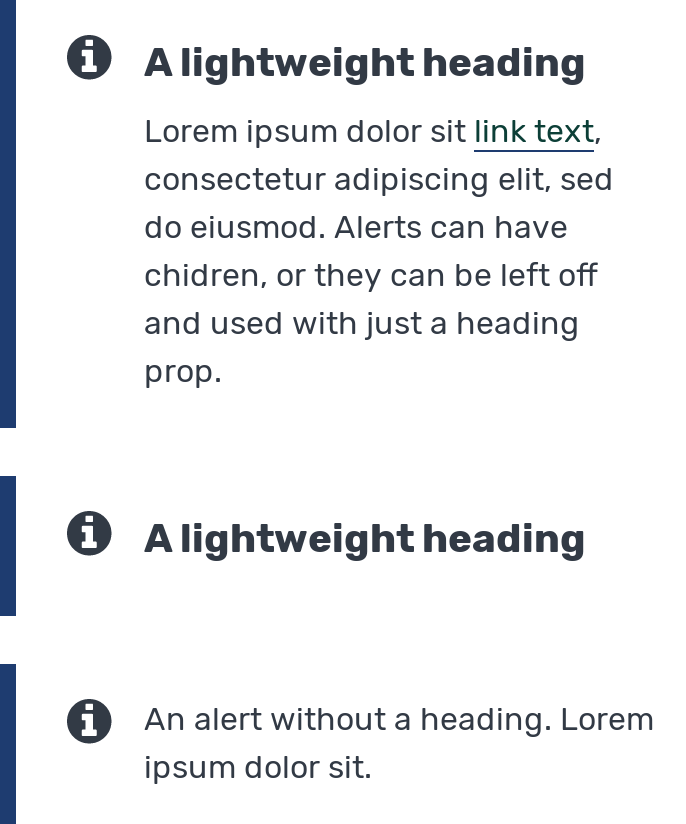 A lightweight heading
Lorem ipsum dolor sit link text,
consectetur adipiscing elit, sed
do eiusmod. Alerts can have
chidren, or they can be left off
and used with just a heading
prop.
A lightweight heading
An alert without a heading. Lorem
ipsum dolor sit.